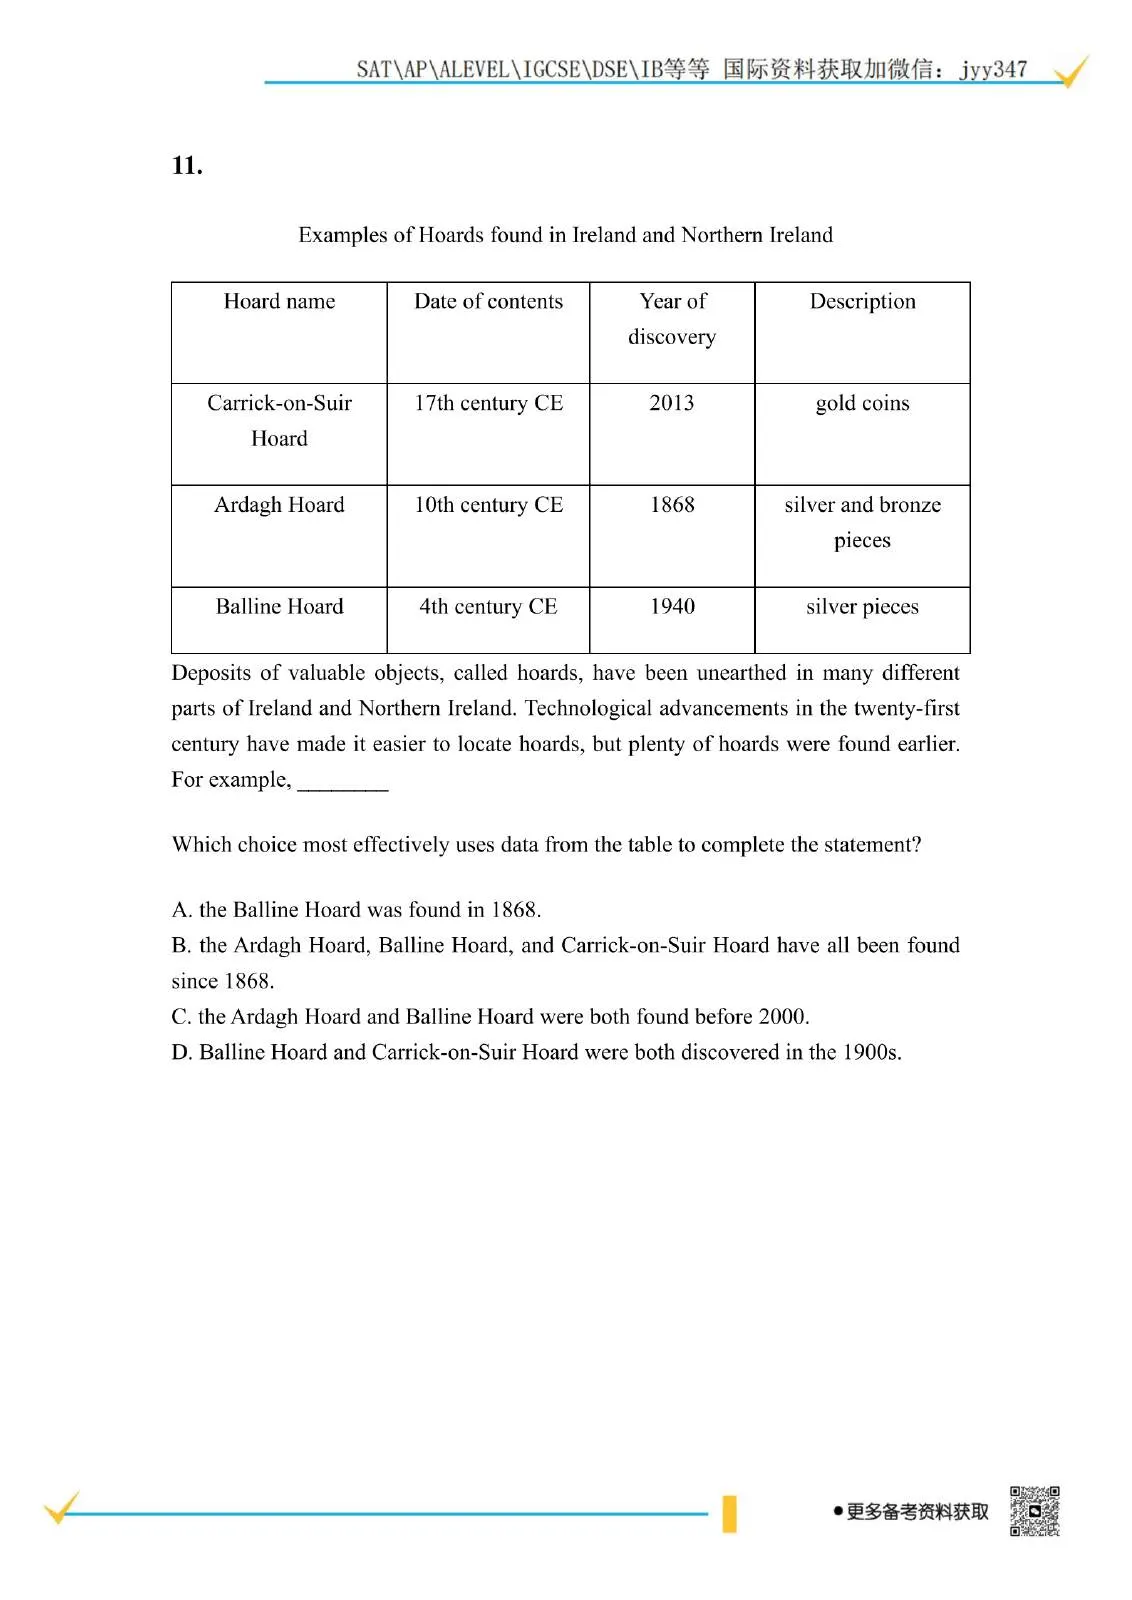 SAT\AP\ALEVEL\IGCSE\DSE\IB等等 国际资料获取加微信：jyy347
11.
Examples of Hoards found in Ireland and Northern Ireland
Hoard name
Date of contents
Year of
discovery
Description
Carrick-on-Suir
Hoard
17th century CE
2013
gold coins
Ardagh Hoard
10th century CE
1868
silver and bronze
pieces
Balline Hoard
4th century CE
1940
silver pieces
Deposits of valuable objects, called hoards, have been unearthed in many different
parts of Ireland and Northern Ireland. Technological advancements in the twenty-first
century have made it easier to locate hoards, but plenty of hoards were found earlier.
For example, ________
Which choice most effectively uses data from the table to complete the statement?
A. the Balline Hoard was found in 1868.
B. the Ardagh Hoard, Balline Hoard, and Carrick-on-Suir Hoard have all been found
since 1868.
C. the Ardagh Hoard and Balline Hoard were both found before 2000.
D. Balline Hoard and Carrick-on-Suir Hoard were both discovered in the 1900s.
●更多备考资料获取